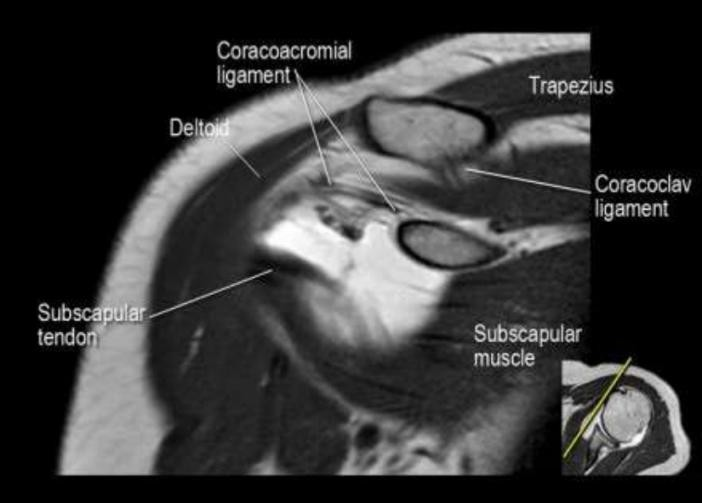 Coracoacromial
ligament
Trapezius
Deltoid
Coracoclav
ligament
Subscapular
tendon
Subscapular
muscle